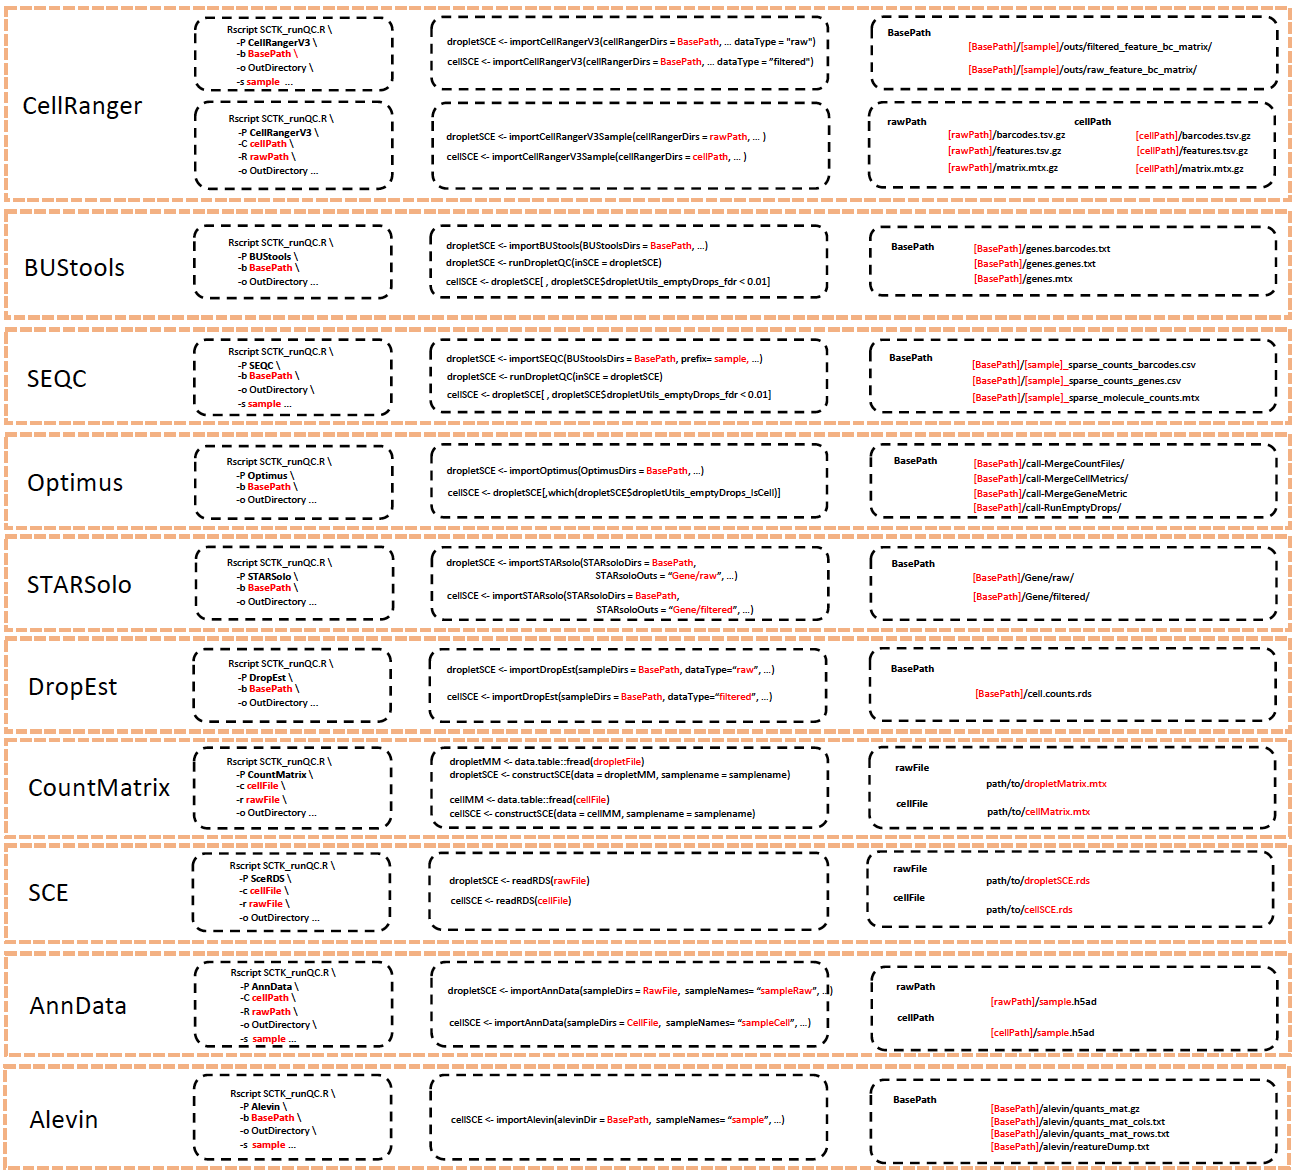 CellRanger
Rscript SCTK_runQC.R \
-P CellRangerV3 \
-b BasePath \
-o OutDirectory \
-s sample ...
dropletSCE <- importCellRangerV3(cellRangerDirs = BasePath, ... dataType = "raw")
cellSCE <- importCellRangerV3(cellRangerDirs = BasePath, ... dataType = "filtered")
BasePath
[BasePath]/[sample]/outs/filtered_feature_bc_matrix/
[BasePath]/[sample]/outs/raw_feature_bc_matrix/
Rscript SCTK_runQC.R \
-P CellRangerV3 \
-C cellPath \
-R rawPath \
-o OutDirectory ...
dropletSCE <- importCellRangerV3Sample(cellRangerDirs = rawPath, ... )
cellSCE <- importCellRangerV3Sample(cellRangerDirs = cellPath, ... )
rawPath cellPath
[rawPath]/barcodes.tsv.gz [cellPath]/barcodes.tsv.gz
[rawPath]/features.tsv.gz [cellPath]/features.tsv.gz
[rawPath]/matrix.mtx.gz [cellPath]/matrix.mtx.gz
BUStools
Rscript SCTK_runQC.R \
-P BUStools \
-b BasePath \
-o OutDirectory ...
dropletSCE <- importBUStools(BUStoolsDirs = BasePath, ...)
dropletSCE <- runDropletQC(inSCE = dropletSCE)
cellSCE <- dropletSCE[ , dropletSCE$dropletUtils_emptyDrops_fdr < 0.01]
BasePath
[BasePath]/genes.barcodes.txt
[BasePath]/genes.genes.txt
[BasePath]/genes.mtx
SEQC
Rscript SCTK_runQC.R \
-P SEQC \
-b BasePath \
-o OutDirectory \
-s sample ...
dropletSCE <- importSEQC(BUStoolsDirs = BasePath, prefix= sample, ...)
dropletSCE <- runDropletQC(inSCE = dropletSCE)
cellSCE <- dropletSCE[ , dropletSCE$dropletUtils_emptyDrops_fdr < 0.01]
BasePath
[BasePath]/[sample]_sparse_counts_barcodes.csv
[BasePath]/[sample]_sparse_counts_genes.csv
[BasePath]/[sample]_sparse_molecule_counts.mtx
Optimus
Rscript SCTK_runQC.R \
-P Optimus \
-b BasePath \
-o OutDirectory ...
dropletSCE <- importOptimus(OptimusDirs = BasePath, ...)
cellSCE <- dropletSCE[,which(dropletSCE$dropletUtils_emptyDrops_IsCell)]
BasePath
[BasePath]/call-MergeCountFiles/
[BasePath]/call-MergeCellMetrics/
[BasePath]/call-MergeGeneMetric
[BasePath]/call-RunEmptyDrops/
STARSolo
Rscript SCTK_runQC.R \
-P STARSolo \
-b BasePath \
-o OutDirectory ...
dropletSCE <- importSTARsolo(STARsoloDirs = BasePath,
STARsoloOuts = “Gene/raw”, ...)
cellSCE <- importSTARsolo(STARsoloDirs = BasePath,
STARsoloOuts = “Gene/filtered”, ...)
BasePath
[BasePath]/Gene/raw/
[BasePath]/Gene/filtered/
DropEst
Rscript SCTK_runQC.R \
-P DropEst \
-b BasePath \
-o OutDirectory ...
dropletSCE <- importDropEst(sampleDirs = BasePath, dataType=“raw”, ...)
cellSCE <- importDropEst(sampleDirs = BasePath, dataType=“filtered”, ...)
BasePath
[BasePath]/cell.counts.rds
CountMatrix
Rscript SCTK_runQC.R \
-P CountMatrix \
-c cellFile \
-r rawFile \
-o OutDirectory ...
dropletMM <- data.table::fread(dropletFile)
dropletSCE <- constructSCE(data = dropletMM, samplename = samplename)
cellMM <- data.table::fread(cellFile)
cellSCE <- constructSCE(data = cellMM, samplename = samplename)
rawFile
path/to/dropletMatrix.mtx
cellFile
path/to/cellMatrix.mtx
SCE
Rscript SCTK_runQC.R \
-P SceRDS \
-c cellFile \
-r rawFile \
-o OutDirectory ...
dropletSCE <- readRDS(rawFile)
cellSCE <- readRDS(cellFile)
rawFile
path/to/dropletSCE.rds
cellFile
path/to/cellSCE.rds
AnnData
Rscript SCTK_runQC.R \
-P AnnData \
-C cellPath \
-R rawPath \
-o OutDirectory \
-s sample ...
dropletSCE <- importAnnData(sampleDirs = RawFile, sampleNames= “sampleRaw”, ...)
cellSCE <- importAnnData(sampleDirs = CellFile, sampleNames= “sampleCell”, ...)
rawPath
[rawPath]/sample.h5ad
cellPath
[cellPath]/sample.h5ad
Alevin
Rscript SCTK_runQC.R \
-P Alevin \
-b BasePath \
-o OutDirectory \
-s sample ...
cellSCE <- importAlevin(alevinDir = BasePath, sampleNames= “sample”, ...)
BasePath
[BasePath]/alevin/quants_mat.gz
[BasePath]/alevin/quants_mat_cols.txt
[BasePath]/alevin/quants_mat_rows.txt
[BasePath]/alevin/reatureDump.txt